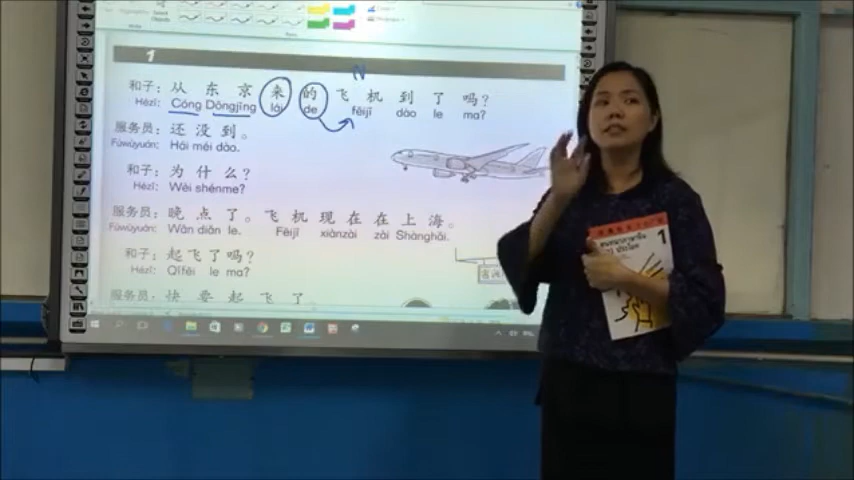 1
N
和子: 从 东 京 来 的 飞 机 到 了 吗?
Hézǐ: Cóng Dōngjīng lái de fēijī dào le ma?
服务员: 还 没 到。
Fúwùyuán: Hái méi dào.
和子: 为 什 么?
Hézǐ: Wèi shénme?
服务员: 晚 点 了。飞 机 现 在 在 上 海。
Fúwùyuán: Wǎn diǎn le. Fēijī xiànzài zài Shànghǎi.
和子: 起 飞 了 吗?
Hézǐ: Qǐfēi le ma?
服务员: 快 要 起 飞 了
1